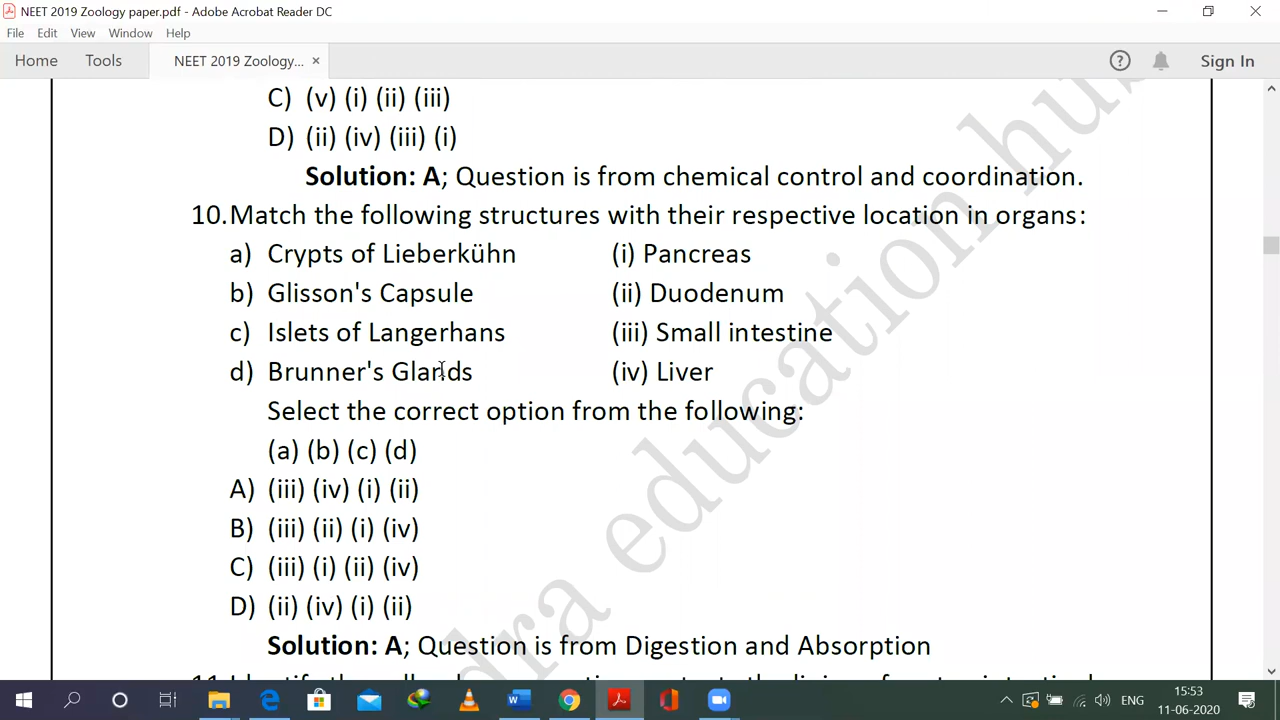 NEET 2019 Zoology paper.pdf - Adobe Acrobat Reader DC
File Edit View Window Help
Home Tools NEET 2019 Zoology... × Sign In
C) (v) (i) (ii) (iii)
D) (ii) (iv) (iii) (i)
Solution: A; Question is from chemical control and coordination.
10. Match the following structures with their respective location in organs:
a) Crypts of Lieberkühn (i) Pancreas
b) Glisson's Capsule (ii) Duodenum
c) Islets of Langerhans (iii) Small intestine
d) Brunner's Glands (iv) Liver
Select the correct option from the following:
(a) (b) (c) (d)
A) (iii) (iv) (i) (ii)
B) (iii) (ii) (i) (iv)
C) (iii) (i) (ii) (iv)
D) (ii) (iv) (i) (ii)
Solution: A; Question is from Digestion and Absorption
dra education hub
ENG
15:53
11-06-2020